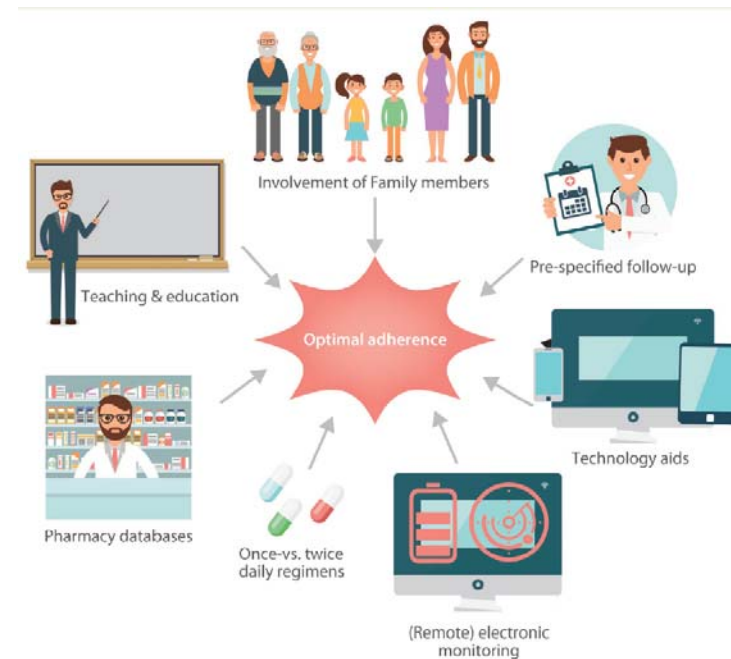 Involvement of Family members
Teaching & education
Pre-specified follow-up
Optimal adherence
Technology aids
Pharmacy databases
Once-vs. twice
daily regimens
(Remote) electronic
monitoring